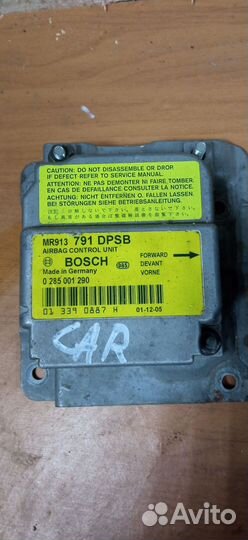 CAUTION: DO NOT DISASSEMBLE OR DROP.
IF DEFECT REFER TO SERVICE MANUAL.
ATTENTION: NE PAS DEMONTER NI FAIRE TOMBER.
EN CAS DE DEFAILLANCE CONSULTER LA NOTICE.
ACHTUNG: NICHT ENTFERNEN O. FALLEN LASSEN.
BEI STÖRUNGEN SIEHE BETRIEBSANLEITUNG.
MR913 791 DPSB
AIRBAG CONTROL UNIT
BOSCH
Made in Germany
865
FORWARD
DEVANT
VORNE
0 285 001 290
01 339 0887 H 01-12-05
CAR
Avito